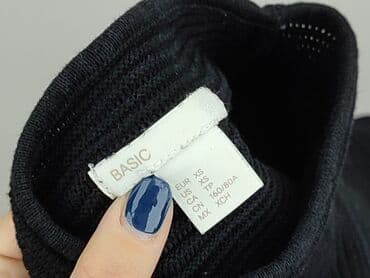 BASIC
EUR XS
US XS
CA TP
CN 160/80A
MX XCH